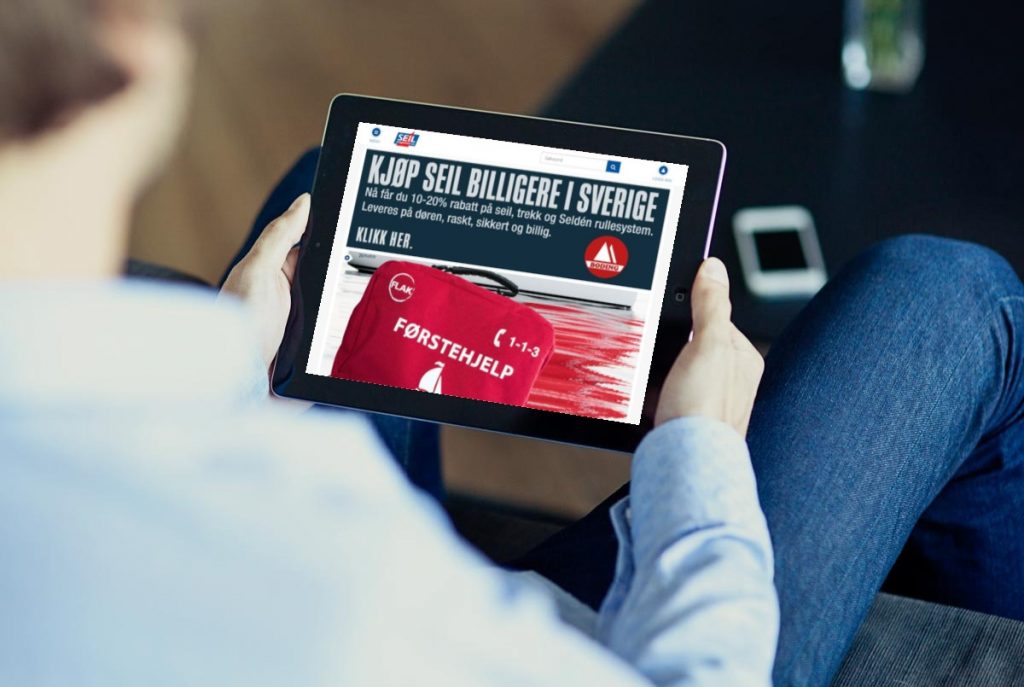 SEIL
KJØP SEIL BILLIGERE I SVERIGE
Nå får du 10-20% rabatt på seil, trekk og Seldén rullesystem.
Leveres på døren, raskt, sikkert og billig.
KLIKK HER.
BODING
FLAK
1-1-3
FØRSTEHJELP